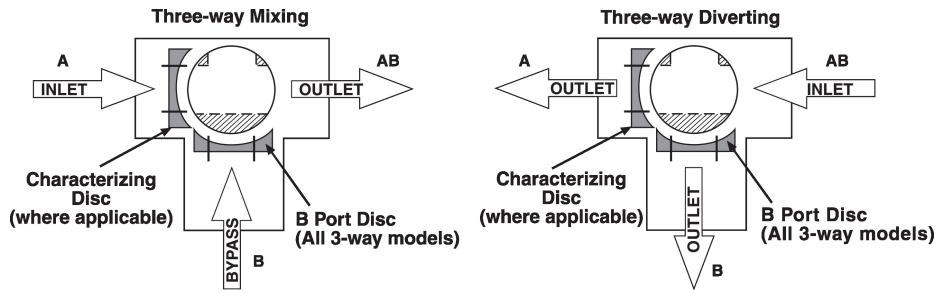 Three-way Mixing
A
AB
INLET
OUTLET
Characterizing
Disc
(where applicable)
B Port Disc
(All 3-way models)
BYPASS
B
Three-way Diverting
A
AB
OUTLET
INLET
Characterizing
Disc
(where applicable)
B Port Disc
(All 3-way models)
OUTLET
B